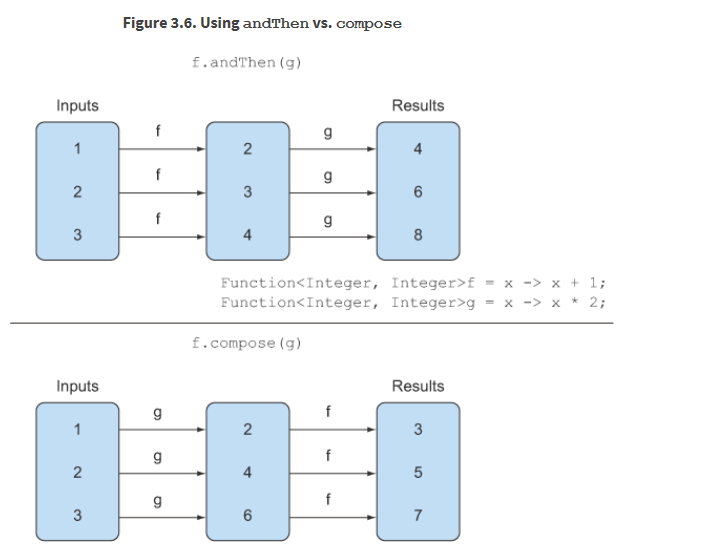 Figure 3.6. Using andThen vs. compose
f.andThen(g)
Inputs
Results
f
g
1
2
4
f
g
2
3
6
f
g
3
4
8
Function<Integer, Integer>f = x -> x + 1;
Function<Integer, Integer>g = x -> x * 2;
f.compose(g)
Inputs
Results
g
f
1
2
3
g
f
2
4
5
g
f
3
6
7